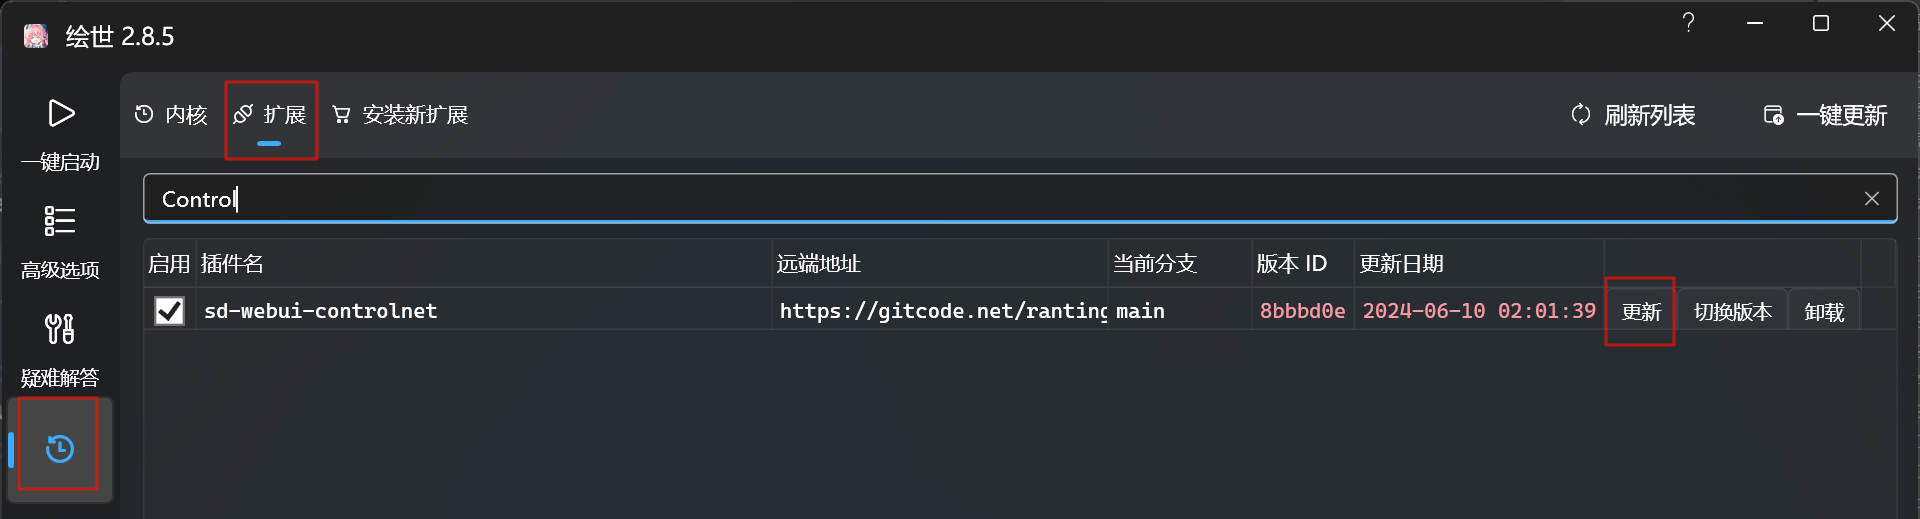 绘世 2.8.5
内核 扩展 安装新扩展 刷新列表 一键更新
一键启动
高级选项
疑难解答
Control
启用 插件名 远端地址 当前分支 版本 ID 更新日期
sd-webui-controlnet https://gitcode.net/ranting main 8bbbd0e 2024-06-10 02:01:39 更新 切换版本 卸载